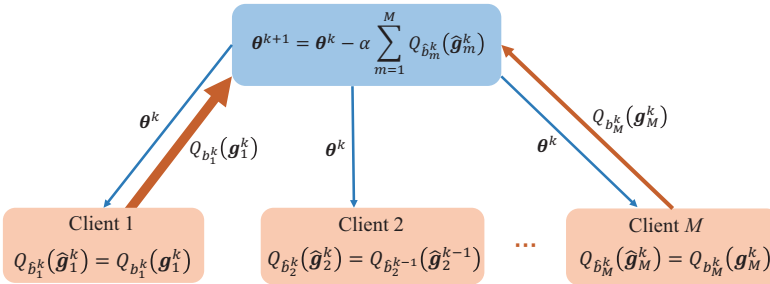 𝜽^{k+1} = 𝜽^k − α ∑_{m=1}^{M} Q_{b̂_m^k}(𝒈̂_m^k)
𝜽^k
Q_{b_1^k}(𝒈_1^k)
𝜽^k
Q_{b_M^k}(𝒈_M^k)
𝜽^k
Client 1
Q_{b̂_1^k}(𝒈̂_1^k) = Q_{b_1^k}(𝒈_1^k)
Client 2
Q_{b̂_2^k}(𝒈̂_2^k) = Q_{b̂_2^{k−1}}(𝒈̂_2^{k−1})
...
Client M
Q_{b̂_M^k}(𝒈̂_M^k) = Q_{b_M^k}(𝒈_M^k)